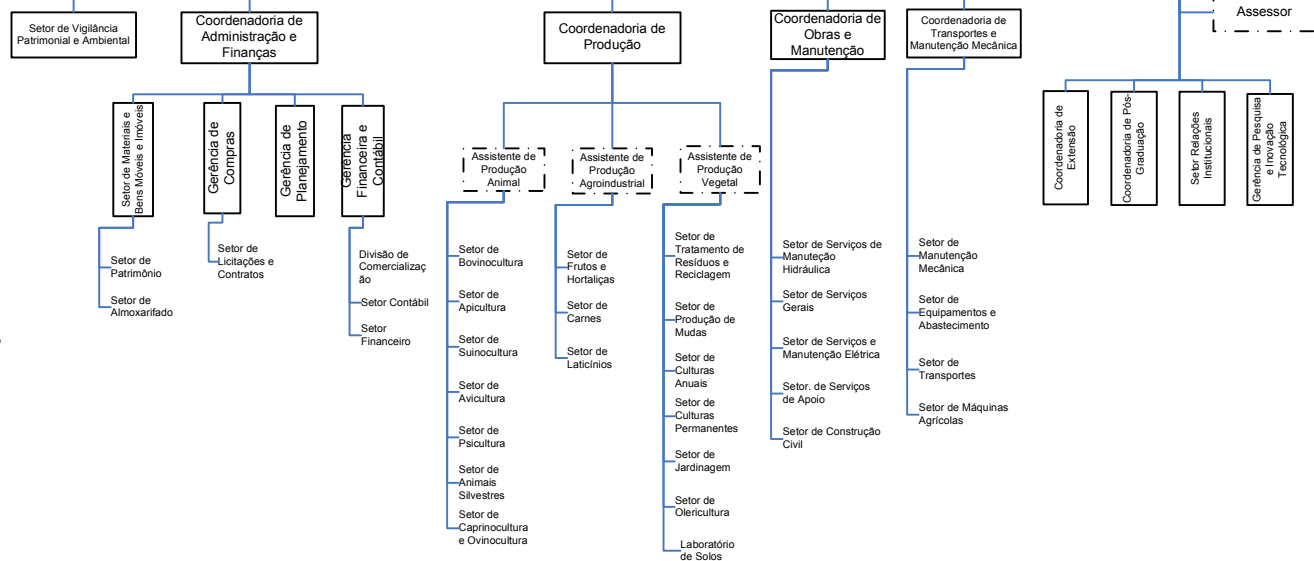 Setor de Vigilância
Patrimonial e Ambiental
Coordenadoria de
Administração e
Finanças
Coordenadoria de
Produção
Coordenadoria de
Obras e
Manutenção
Coordenadoria de
Transportes e
Manutenção Mecânica
Assessor
Setor de Materiais e
Bens Móveis e Imóveis
Gerência de
Compras
Gerência de
Planejamento
Gerência
Financeira e
Contábil
Assistente de
Produção
Animal
Assistente de
Produção
Agroindustrial
Assistente de
Produção
Vegetal
Coordenadoria de
Extensão
Coordenadoria de Pós-
Graduação
Setor Relações
Institucionais
Gerência de Pesquisa
e Inovação
Tecnológica
Setor de
Patrimônio
Setor de
Almoxarifado
Setor de
Licitações e
Contratos
Divisão de
Comercializaç
ão
Setor Contábil
Setor
Financeiro
Setor de
Bovinocultura
Setor de
Apicultura
Setor de
Suinocultura
Setor de
Avicultura
Setor de
Psicultura
Setor de
Animais
Silvestres
Setor de
Caprinocultura
e Ovinocultura
Setor de
Frutos e
Hortaliças
Setor de
Carnes
Setor de
Laticínios
Setor de
Tratamento de
Resíduos e
Reciclagem
Setor de
Produção de
Mudas
Setor de
Culturas
Anuais
Setor de
Culturas
Permanentes
Setor de
Jardinagem
Setor de
Olericultura
Laboratório
de Solos
Setor de Serviços de
Manuteção
Hidráulica
Setor de Serviços
Gerais
Setor de Serviços e
Manutenção Elétrica
Setor. de Serviços
de Apoio
Setor de Construção
Civil
Setor de
Manutenção
Mecânica
Setor de
Equipamentos e
Abastecimento
Setor de
Transportes
Setor de Máquinas
Agrícolas